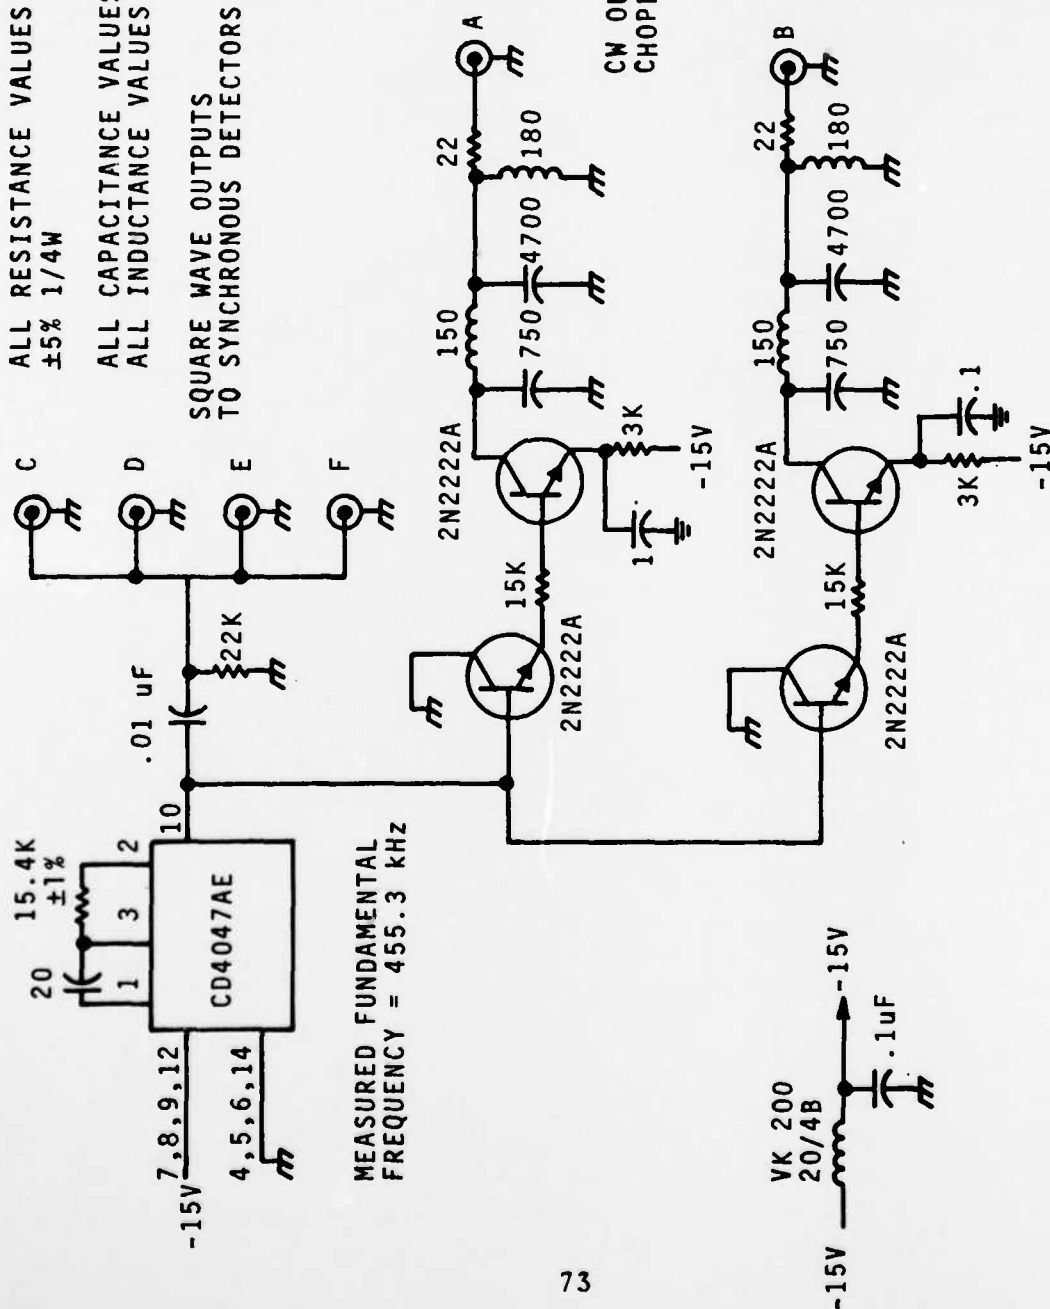 ALL RESISTANCE VALUES
±5% 1/4W
ALL CAPACITANCE VALUES
ALL INDUCTANCE VALUES
SQUARE WAVE OUTPUTS
TO SYNCHRONOUS DETECTORS
C
D
E
F
.01 uF
22K
15.4K
±1%
20
1
3
2
10
CD4047AE
7,8,9,12
-15V
4,5,6,14
MEASURED FUNDAMENTAL
FREQUENCY = 455.3 kHz
A
22
180
4700
150
750
2N2222A
3K
-15V
1
15K
2N2222A
CW
B
22
180
4700
150
750
2N2222A
.1
3K
-15V
15K
2N2222A
VK 200
20/4B
-15V
-15V
.1uF
73